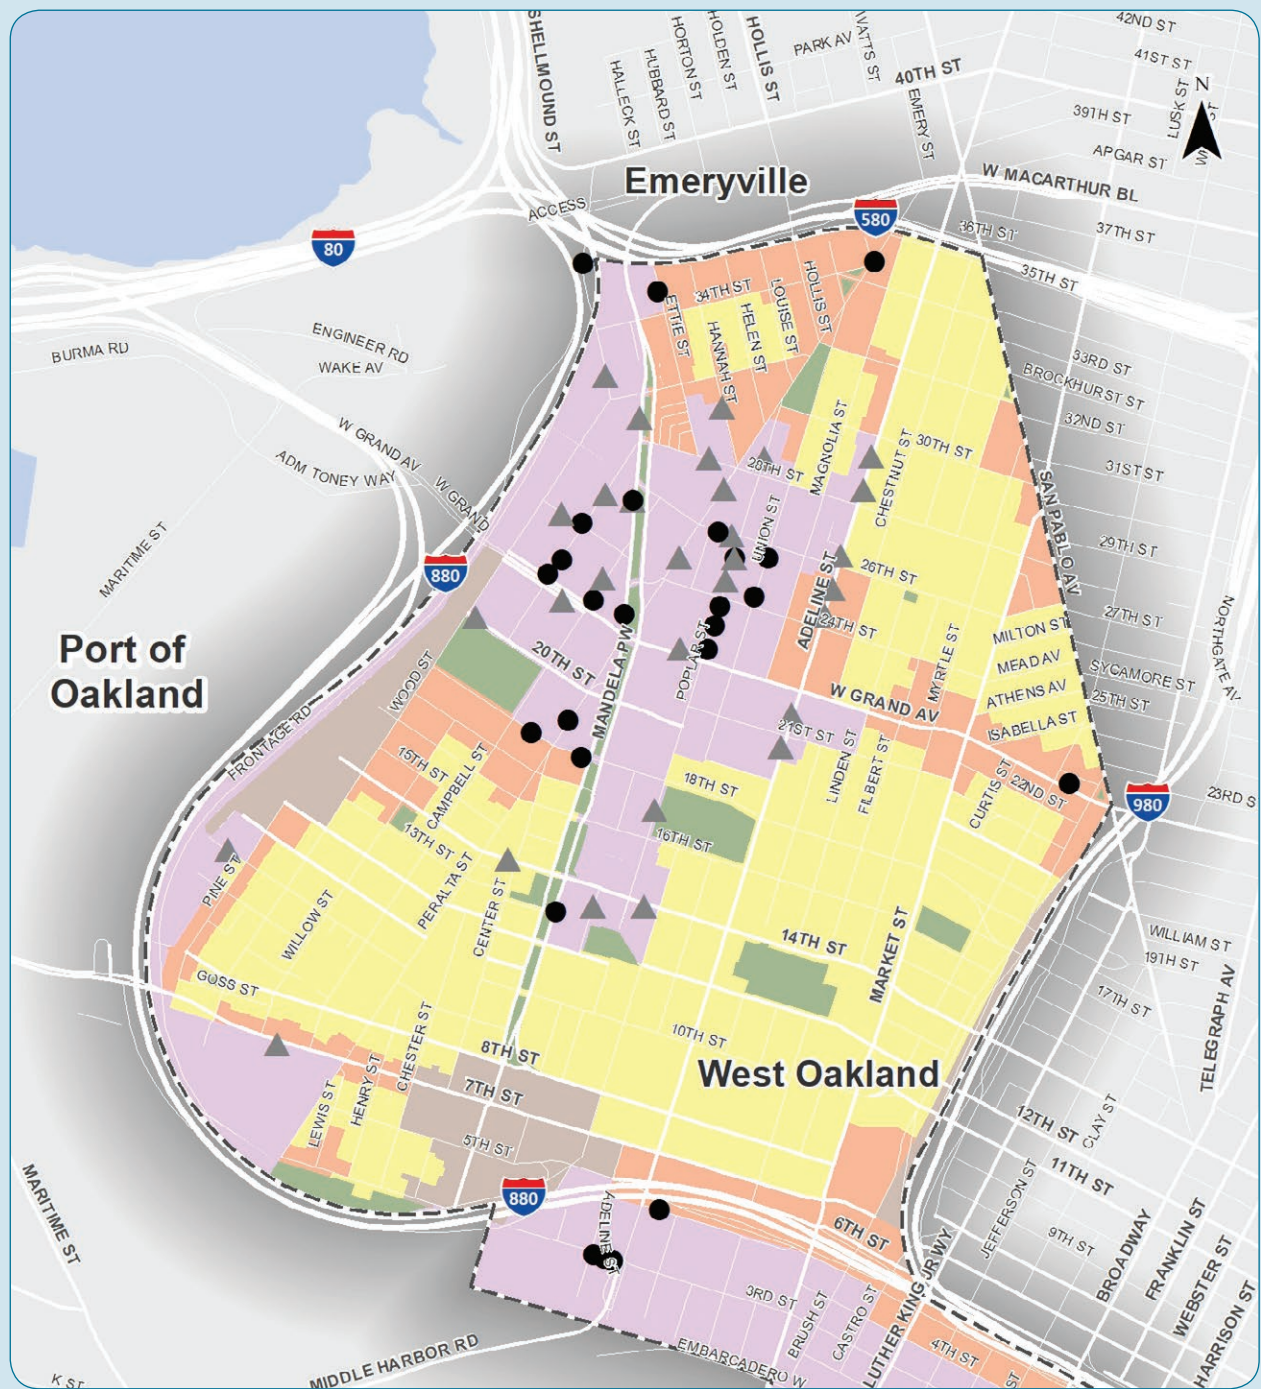 42ND ST
41ST ST
LUSK ST
N
39TH ST
APGAR ST
SHELLMOUND ST
HALLECK ST
HUBBARD ST
HORTON ST
HOLDEN ST
HOLLIS ST
PARK AV
WATTS ST
40TH ST
EMERY ST
Emeryville
W MACARTHUR BL
ACCESS
80
580
36TH ST
37TH ST
35TH ST
ENGINEER RD
BURMA RD
WAKE AV
34TH ST
ETTIE ST
HANNAH ST
HELEN ST
LOUISE ST
HOLLIS ST
33RD ST
BROCKHURST ST
32ND ST
31ST ST
W GRAND AV
ADM TONEY WAY
W GRAND
MAGNOLIA ST
CHESTNUT ST
30TH ST
28TH ST
UNION ST
SAN PABLO AV
29TH ST
MARITIME ST
880
ADELINE ST
26TH ST
24TH ST
27TH ST
NORTHGATE AV
MILTON ST
MEAD AV
ATHENS AV
ISABELLA ST
SYCAMORE ST
25TH ST
Port of
Oakland
WOOD ST
20TH ST
MANDELA PW
POPLAR ST
MYRTLE ST
W GRAND AV
21ST ST
LINDEN ST
FILBERT ST
FRONTAGE RD
15TH ST
CAMPBELL ST
13TH ST
18TH ST
16TH ST
CURTIS ST
22ND ST
980
23RD S
PINE ST
WILLOW ST
PERALTA ST
CENTER ST
14TH ST
MARKET ST
WILLIAM ST
19TH ST
17TH ST
TELEGRAPH AV
GOSS ST
CHESTER ST
8TH ST
10TH ST
West Oakland
7TH ST
LEWIS ST
HENRY ST
5TH ST
12TH ST
CLAY ST
11TH ST
MARITIME ST
880
ADELINE ST
6TH ST
JEFFERSON ST
9TH ST
BROADWAY
FRANKLIN ST
WEBSTER ST
HARRISON ST
3RD ST
BRUSH ST
CASTRO ST
LUTHER KING JR WY
4TH ST
ST
EMBARCADERO W
MIDDLE HARBOR RD
K ST